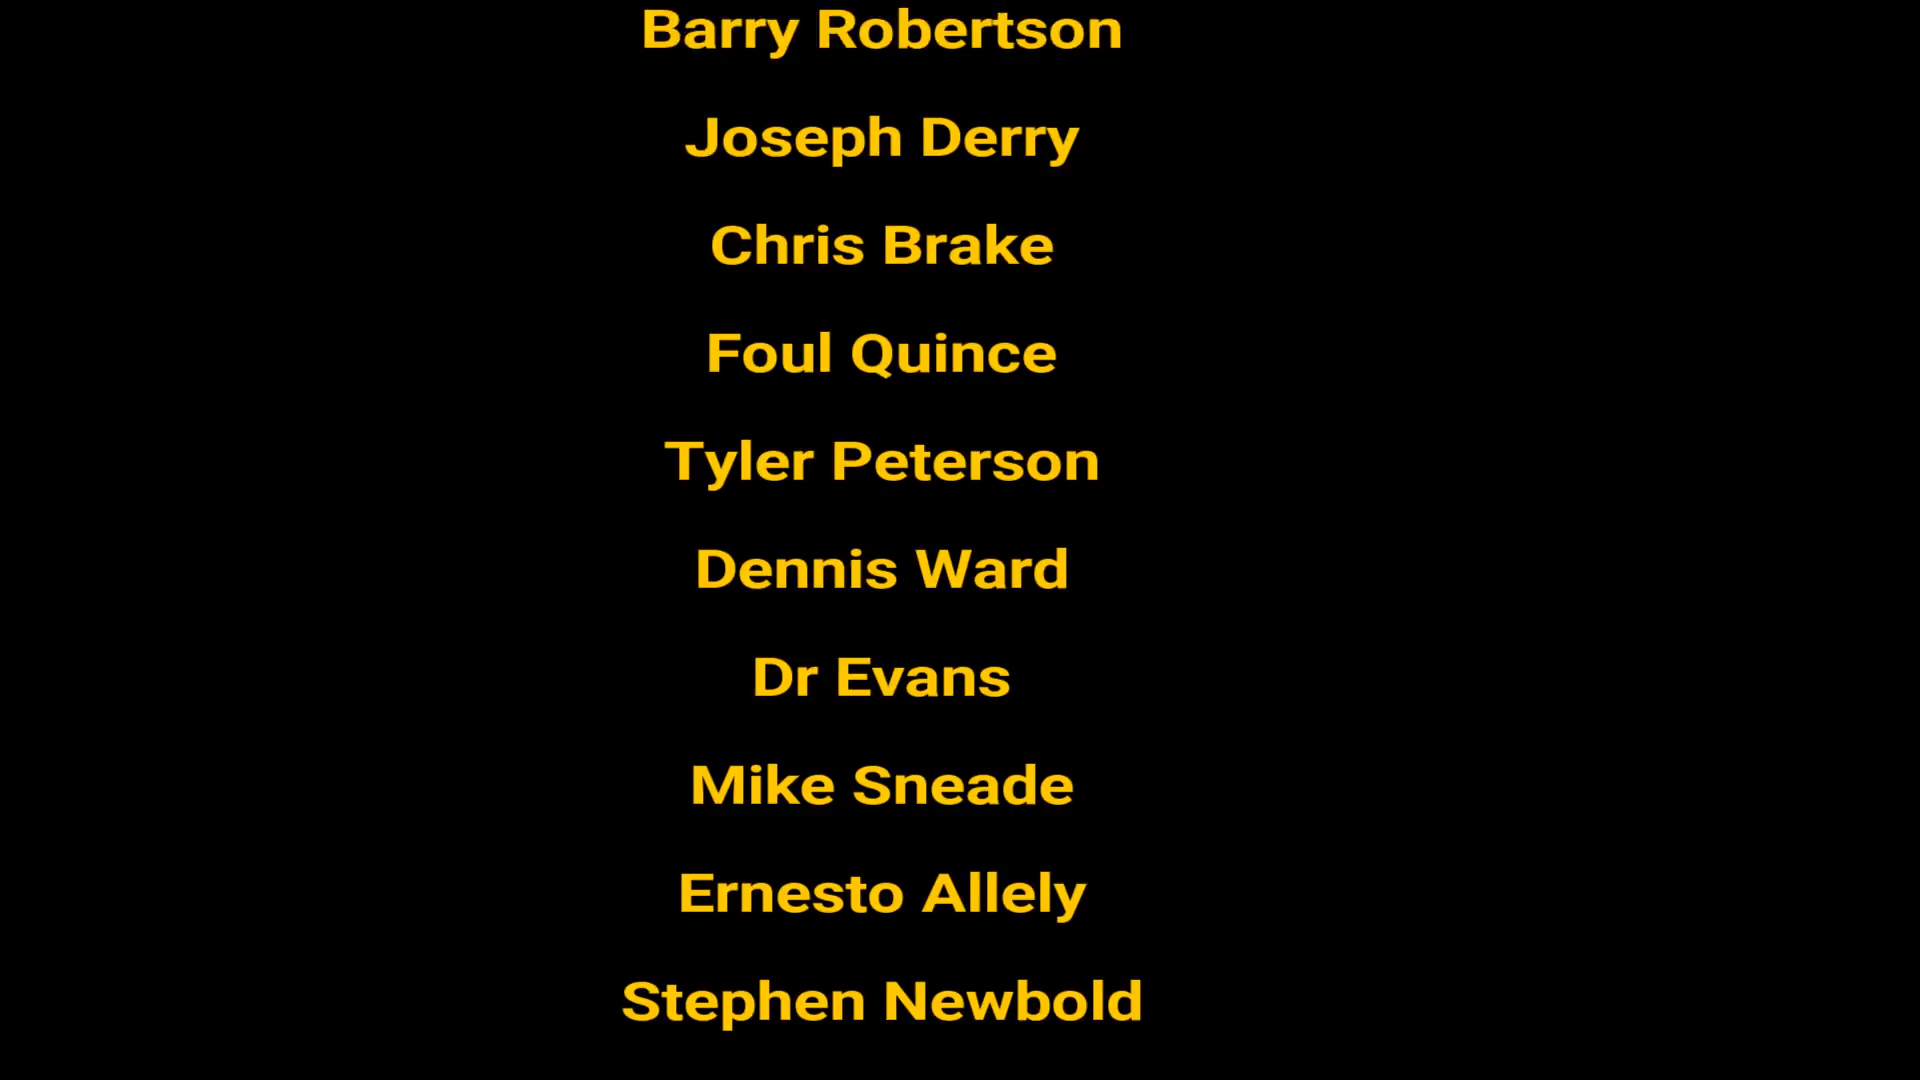 Barry Robertson
Joseph Derry
Chris Brake
Foul Quince
Tyler Peterson
Dennis Ward
Dr Evans
Mike Sneade
Ernesto Allely
Stephen Newbold